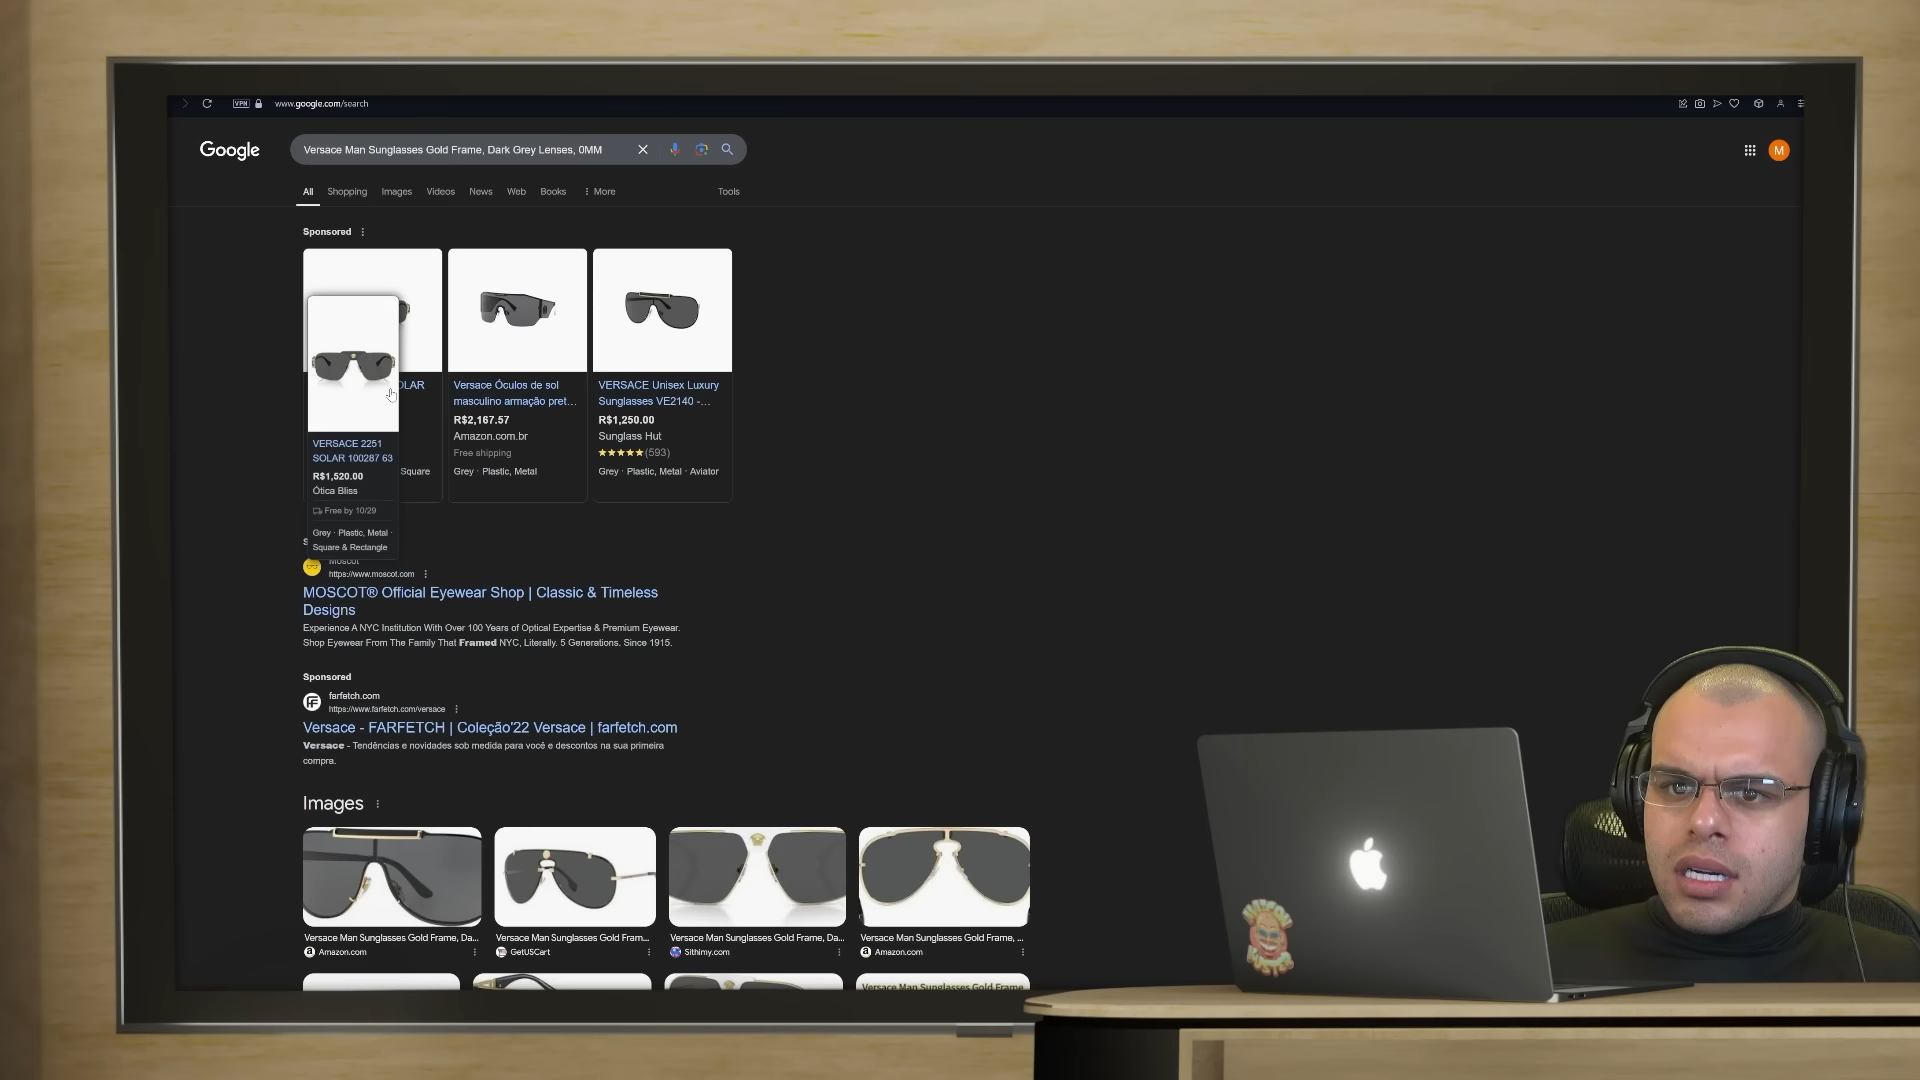 VPN
www.google.com/search
Google
Versace Man Sunglasses Gold Frame, Dark Grey Lenses, 0MM
M
All
Shopping
Images
Videos
News
Web
Books
More
Tools
Sponsored
OLAR
Square
VERSACE 2251
SOLAR 100287 63
R$1,520.00
Ótica Bliss
Free by 10/29
Grey · Plastic, Metal ·
Square & Rectangle
Versace Óculos de sol
masculino armação pret...
R$2,167.57
Amazon.com.br
Free shipping
Grey · Plastic, Metal
VERSACE Unisex Luxury
Sunglasses VE2140 -...
R$1,250.00
Sunglass Hut
(593)
Grey · Plastic, Metal · Aviator
Moscot
https://www.moscot.com
MOSCOT® Official Eyewear Shop | Classic & Timeless
Designs
Experience A NYC Institution With Over 100 Years of Optical Expertise & Premium Eyewear.
Shop Eyewear From The Family That Framed NYC, Literally. 5 Generations. Since 1915.
Sponsored
farfetch.com
https://www.farfetch.com/versace
Versace - FARFETCH | Coleção'22 Versace | farfetch.com
Versace - Tendências e novidades sob medida para você e descontos na sua primeira
compra.
Images
Versace Man Sunglasses Gold Frame, Da...
Amazon.com
Versace Man Sunglasses Gold Fram...
GetUSCart
Versace Man Sunglasses Gold Frame, Da...
Sithimy.com
Versace Man Sunglasses Gold Frame, ...
Amazon.com
Versace Man Sunglasses Gold Frame